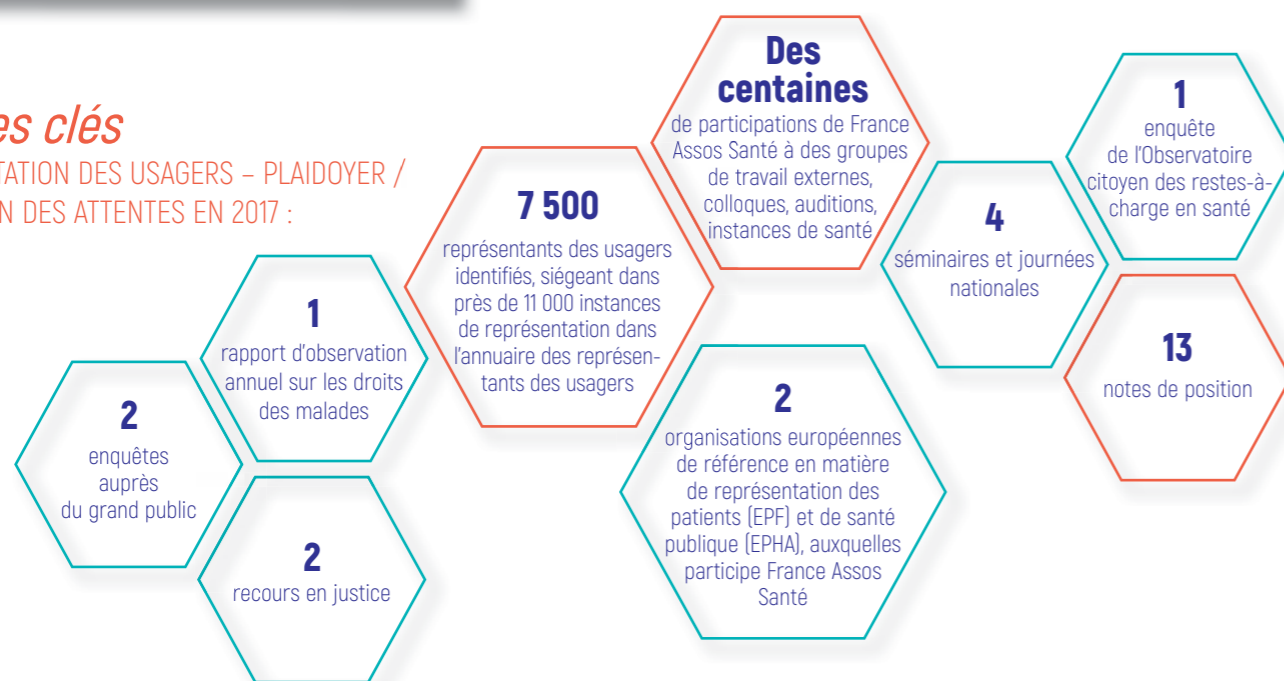 es clés
TATION DES USAGERS – PLAIDOYER /
N DES ATTENTES EN 2017 :
2
enquêtes
auprès
du grand public
1
rapport d'observation
annuel sur les droits
des malades
2
recours en justice
7 500
représentants des usagers
identifiés, siégeant dans
près de 11 000 instances
de représentation dans
l'annuaire des représen-
tants des usagers
Des
centaines
de participations de France
Assos Santé à des groupes
de travail externes,
colloques, auditions,
instances de santé
2
organisations européennes
de référence en matière
de représentation des
patients (EPF) et de santé
publique (EPHA), auxquelles
participe France Assos
Santé
4
séminaires et journées
nationales
1
enquête
de l'Observatoire
citoyen des restes-à-
charge en santé
13
notes de position